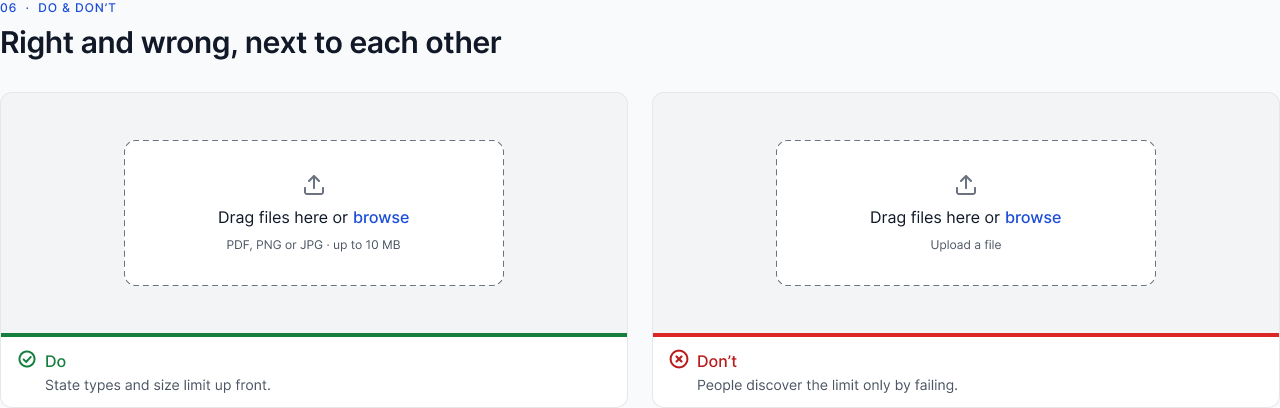 06 · DO & DON’T
Right and wrong, next to each other
Drag files here or browse
PDF, PNG or JPG · up to 10 MB
Do
State types and size limit up front.
Drag files here or browse
Upload a file
Don’t
People discover the limit only by failing.